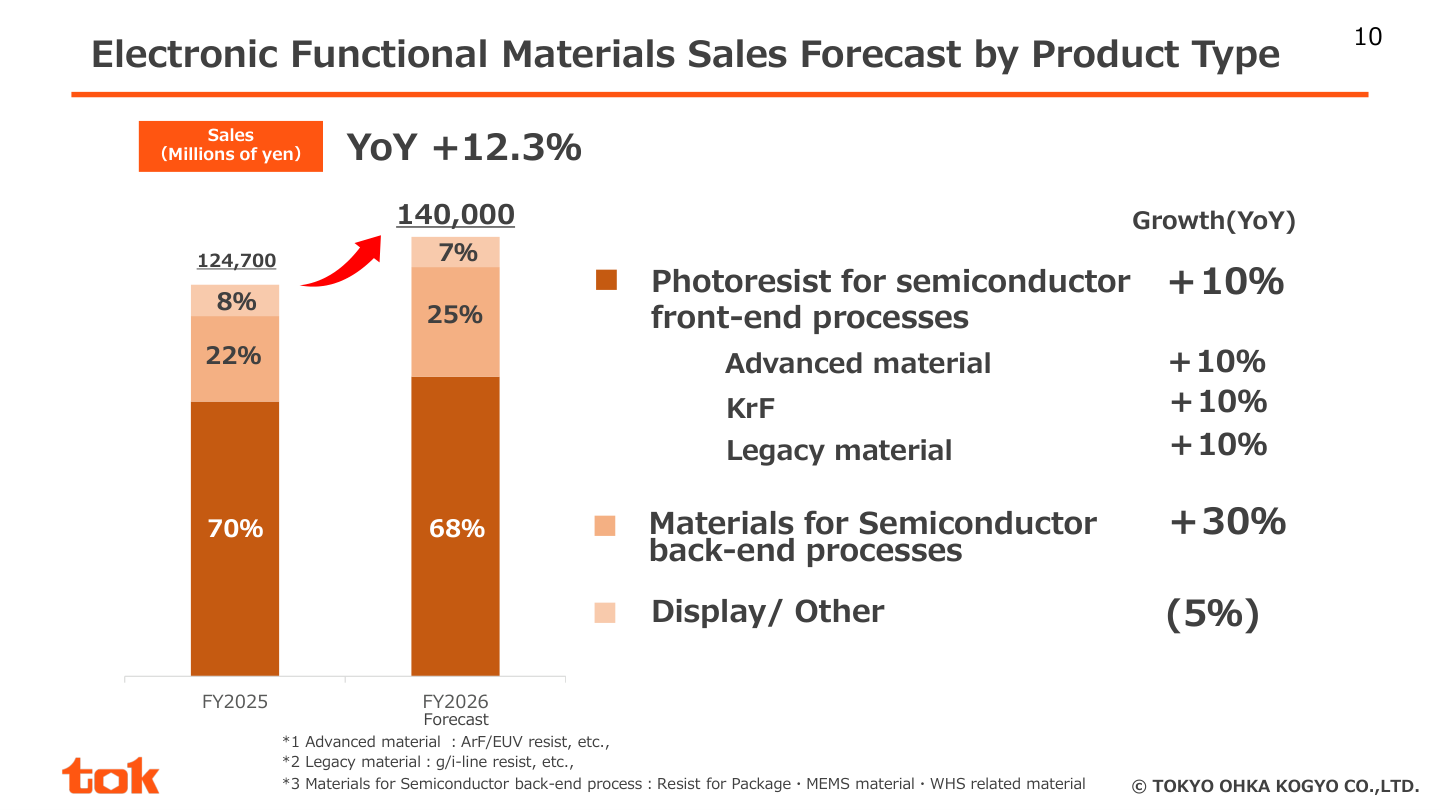 Electronic Functional Materials Sales Forecast by Product Type
10
Sales
(Millions of yen)
YoY +12.3%
140,000
124,700
7%
8%
25%
22%
70%
68%
FY2025
FY2026
Forecast
Growth(YoY)
Photoresist for semiconductor
front-end processes
+10%
Advanced material
+10%
KrF
+10%
Legacy material
+10%
Materials for Semiconductor
back-end processes
+30%
Display/ Other
(5%)
*1 Advanced material : ArF/EUV resist, etc.,
*2 Legacy material : g/i-line resist, etc.,
*3 Materials for Semiconductor back-end process : Resist for Package・MEMS material・WHS related material
tok
© TOKYO OHKA KOGYO CO.,LTD.